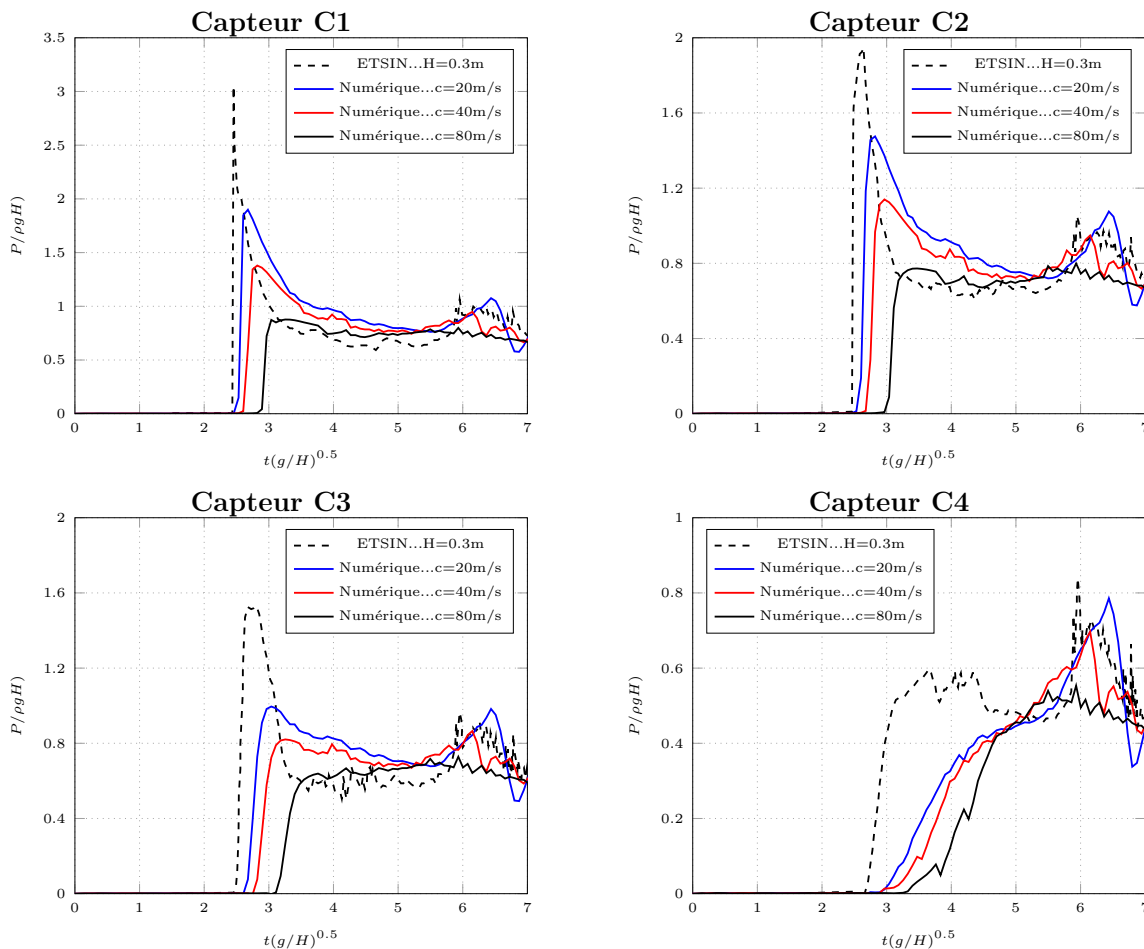 Capteur C1
3.5
3
2.5
2
1.5
1
0.5
0
P/ρgH
0 1 2 3 4 5 6 7
t(g/H)^0.5
ETSIN...H=0.3m
Numérique...c=20m/s
Numérique...c=40m/s
Numérique...c=80m/s
Capteur C2
2
1.6
1.2
0.8
0.4
0
P/ρgH
0 1 2 3 4 5 6 7
t(g/H)^0.5
ETSIN...H=0.3m
Numérique...c=20m/s
Numérique...c=40m/s
Numérique...c=80m/s
Capteur C3
2
1.6
1.2
0.8
0.4
0
P/ρgH
0 1 2 3 4 5 6 7
t(g/H)^0.5
ETSIN...H=0.3m
Numérique...c=20m/s
Numérique...c=40m/s
Numérique...c=80m/s
Capteur C4
1
0.8
0.6
0.4
0.2
0
P/ρgH
0 1 2 3 4 5 6 7
t(g/H)^0.5
ETSIN...H=0.3m
Numérique...c=20m/s
Numérique...c=40m/s
Numérique...c=80m/s